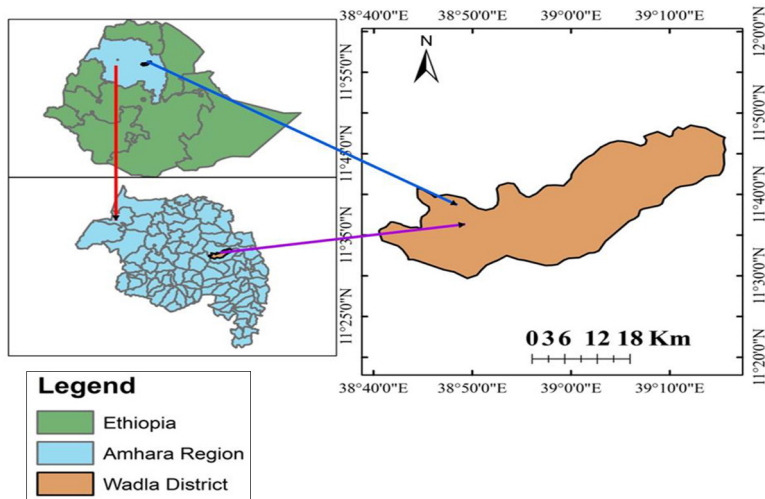 38°40'0"E
38°50'0"E
39°0'0"E
39°10'0"E
N
11°55'0"N
11°45'0"N
11°35'0"N
11°25'0"N
11°50'0"N
11°40'0"N
11°30'0"N
11°20'0"N
0 3 6 12 18 Km
38°40'0"E
38°50'0"E
39°0'0"E
39°10'0"E
Legend
Ethiopia
Amhara Region
Wadla District